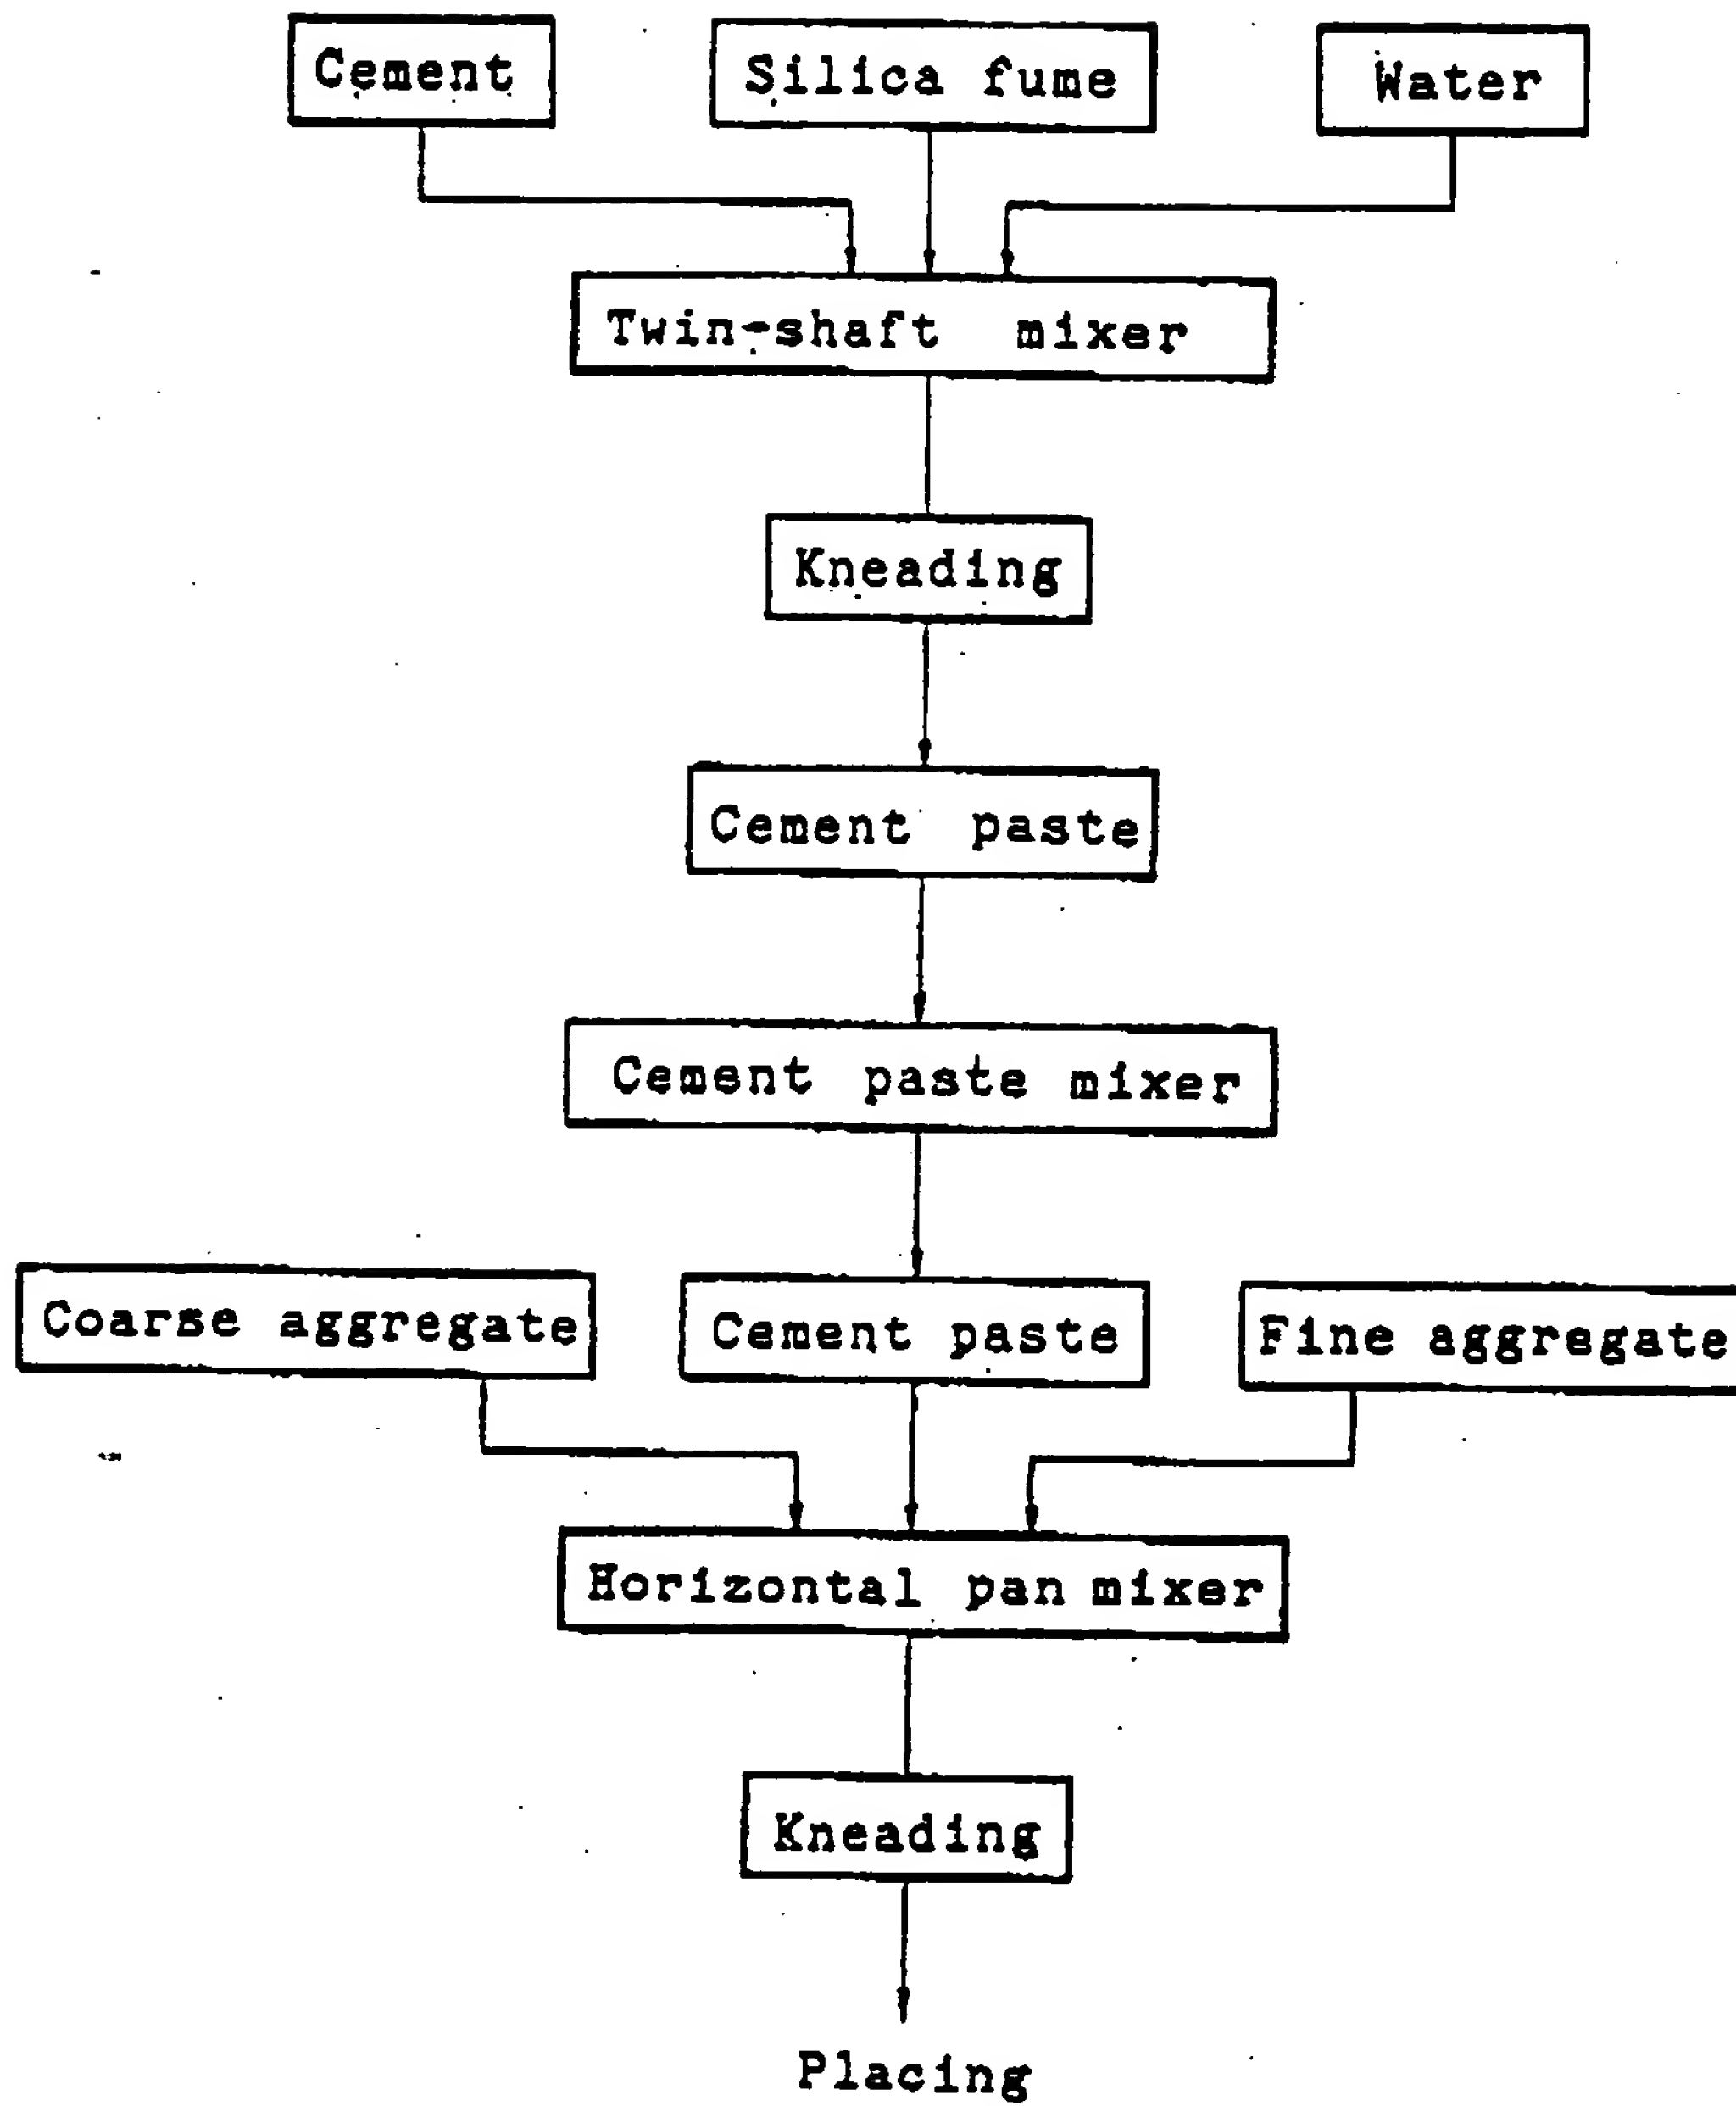 Cement
Silica fume
Water
Twin-shaft mixer
Kneading
Cement paste
Cement paste mixer
Coarse aggregate
Cement paste
Fine aggregate
Horizontal pan mixer
Kneading
Placing